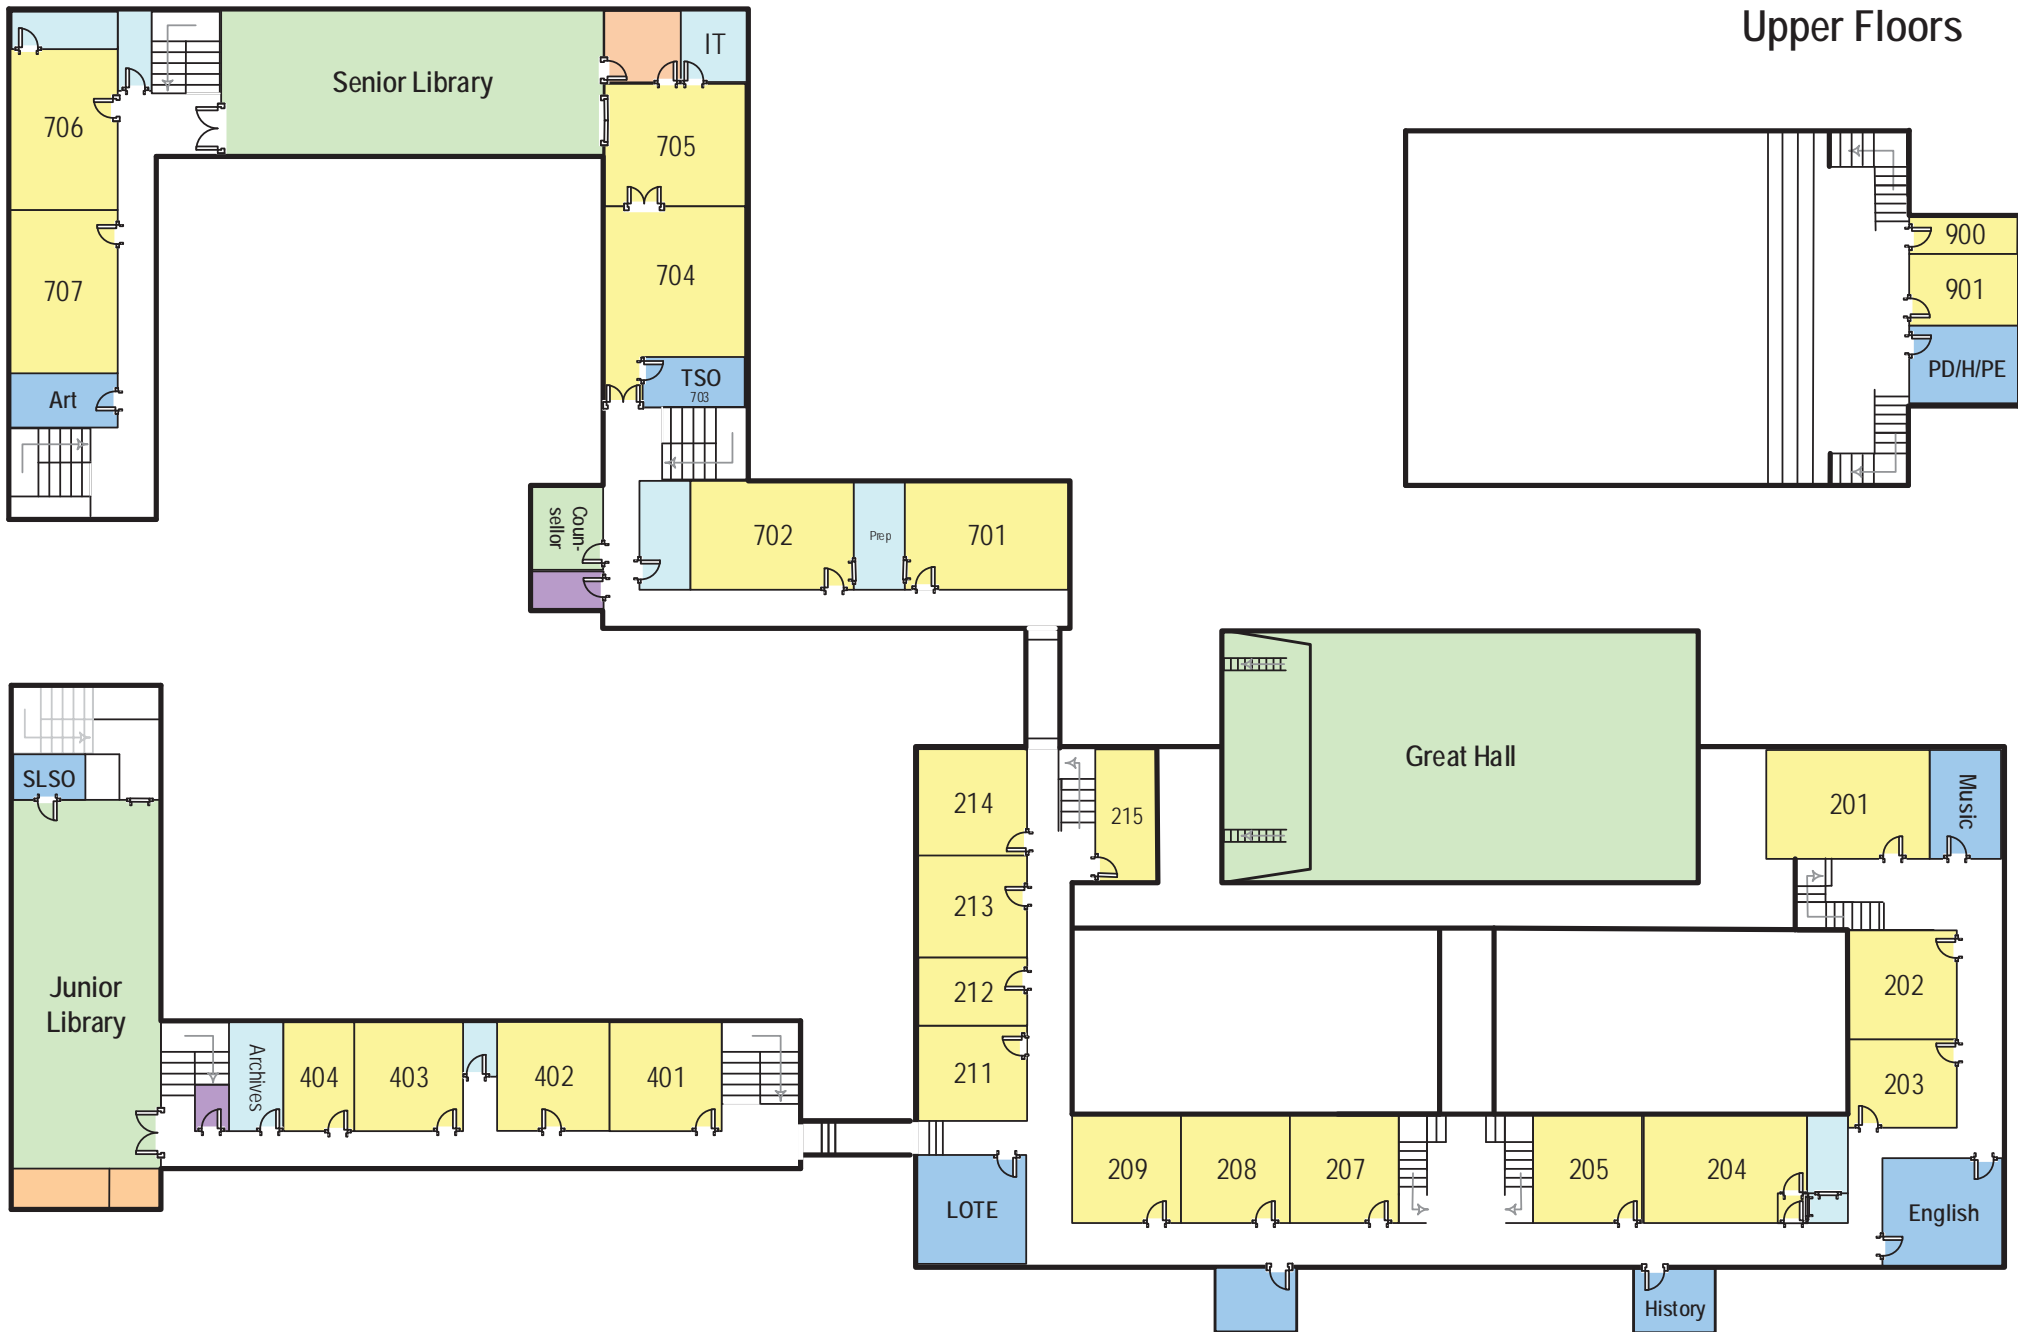 Upper Floors
IT
Senior Library
706
705
900
704
901
707
PD/H/PE
TSO
703
Art
Coun-
sellor
702
Prep
701
Great Hall
SLSO
214
215
201
Music
213
Junior
Library
212
202
Archives
404
403
402
401
211
203
209
208
207
205
204
LOTE
English
History